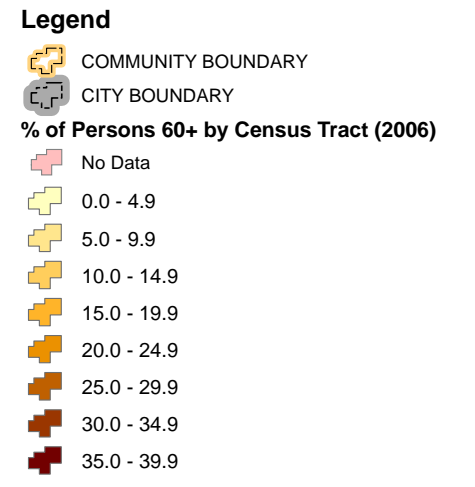 Legend
COMMUNITY BOUNDARY
CITY BOUNDARY
% of Persons 60+ by Census Tract (2006)
No Data
0.0 - 4.9
5.0 - 9.9
10.0 - 14.9
15.0 - 19.9
20.0 - 24.9
25.0 - 29.9
30.0 - 34.9
35.0 - 39.9